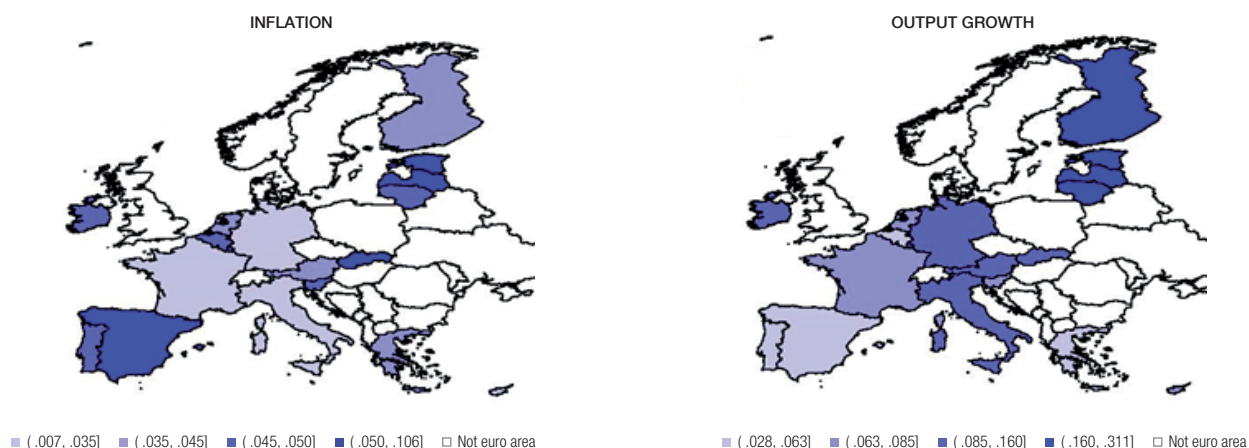 INFLATION
OUTPUT GROWTH
( .007, .035] ( .035, .045] ( .045, .050] ( .050, .106] Not euro area
( .028, .063] ( .063, .085] ( .085, .160] ( .160, .311] Not euro area